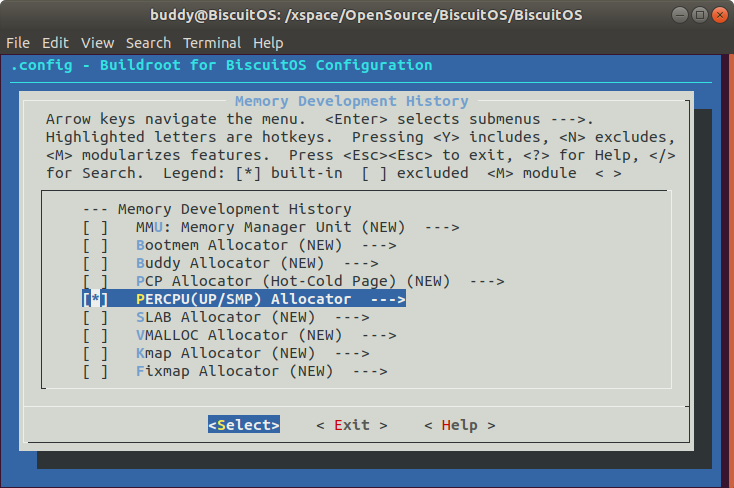 buddy@BiscuitOS: /xspace/OpenSource/BiscuitOS/BiscuitOS
File Edit View Search Terminal Help
.config - Buildroot for BiscuitOS Configuration
Memory Development History
Arrow keys navigate the menu.  <Enter> selects submenus --->.
Highlighted letters are hotkeys.  Pressing <Y> includes, <N> excludes,
<M> modularizes features.  Press <Esc><Esc> to exit, <?> for Help, </>
for Search.  Legend: [*] built-in  [ ] excluded  <M> module  < >
--- Memory Development History
[ ]   MMU: Memory Manager Unit (NEW)  --->
[ ]   Bootmem Allocator (NEW)  --->
[ ]   Buddy Allocator (NEW)  --->
[ ]   PCP Allocator (Hot-Cold Page) (NEW)  --->
[*]   PERCPU(UP/SMP) Allocator  --->
[ ]   SLAB Allocator (NEW)  --->
[ ]   VMALLOC Allocator (NEW)  --->
[ ]   Kmap Allocator (NEW)  --->
[ ]   Fixmap Allocator (NEW)  --->
<Select>    < Exit >    < Help >